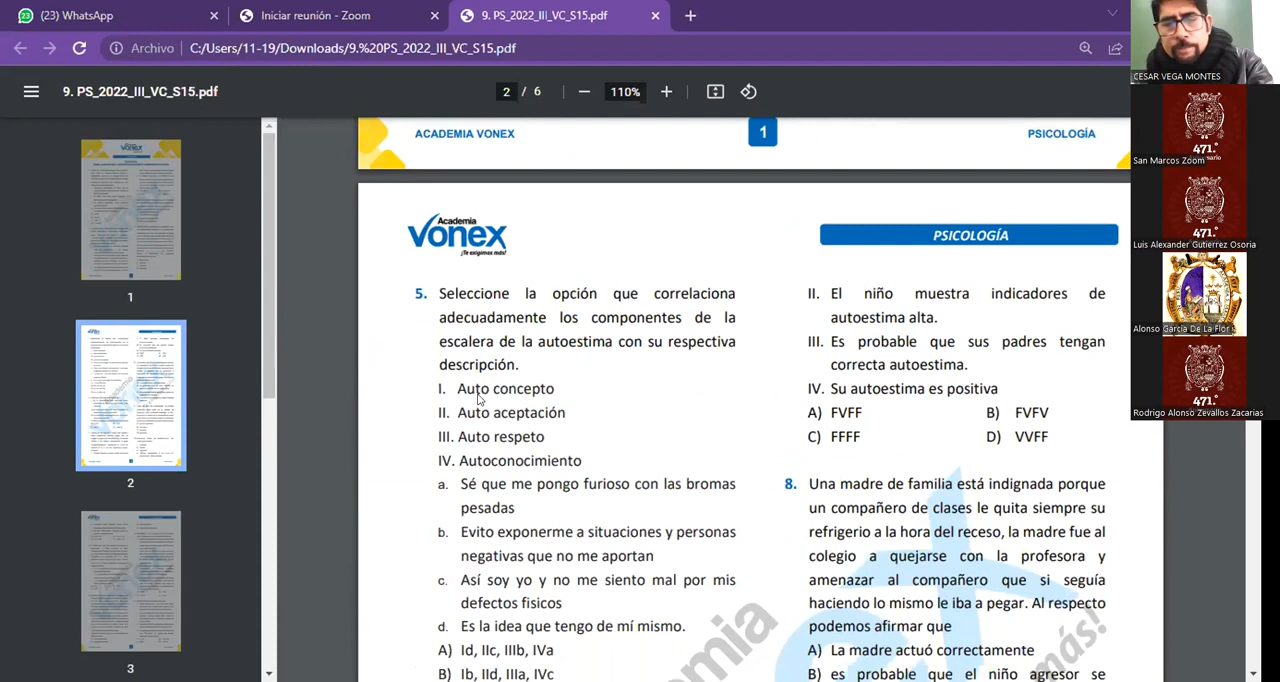 (23) WhatsApp
Iniciar reunión - Zoom
9. PS_2022_III_VC_S15.pdf
Archivo
C:/Users/11-19/Downloads/9.%20PS_2022_III_VC_S15.pdf
9. PS_2022_III_VC_S15.pdf
2 / 6
110%
1
2
3
ACADEMIA VONEX
1
PSICOLOGÍA
Academia
Vonex
¡Te exigimos más!
PSICOLOGÍA
5. Seleccione la opción que correlaciona
adecuadamente los componentes de la
escalera de la autoestima con su respectiva
descripción.
I. Auto concepto
II. Auto aceptación
III. Auto respeto
IV. Autoconocimiento
a. Sé que me pongo furioso con las bromas
pesadas
b. Evito exponerme a situaciones y personas
negativas que no me aportan
c. Así soy yo y no me siento mal por mis
defectos físicos
d. Es la idea que tengo de mí mismo.
A) Id, IIc, IIIb, IVa
B) Ib, IId, IIIa, IVc
II. El niño muestra indicadores de
autoestima alta.
III. Es probable que sus padres tengan
correcta autoestima.
IV. Su autoestima es positiva
A) FVFF B) FVFV
C) FFFF D) VVFF
8. Una madre de familia está indignada porque
un compañero de clases le quita siempre su
refrigerio a la hora del receso, la madre fue al
colegio a quejarse con la profesora y
amenazar al compañero que si seguía
haciendo lo mismo le iba a pegar. Al respecto
podemos afirmar que
A) La madre actuó correctamente
B) es probable que el niño agresor se
CESAR VEGA MONTES
471.°
San Marcos Zoom
471.°
Luis Alexander Gutierrez Osoria
Alonso García De La Flor
471.°
Rodrigo Alonso Zevallos Zacarias